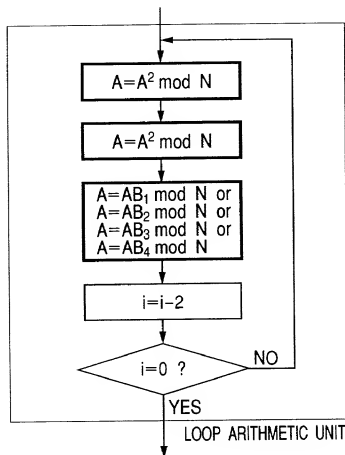 A=A² mod N
A=A² mod N
A=AB₁ mod N or
A=AB₂ mod N or
A=AB₃ mod N or
A=AB₄ mod N
i=i-2
i=0 ?
NO
YES
LOOP ARITHMETIC UNIT